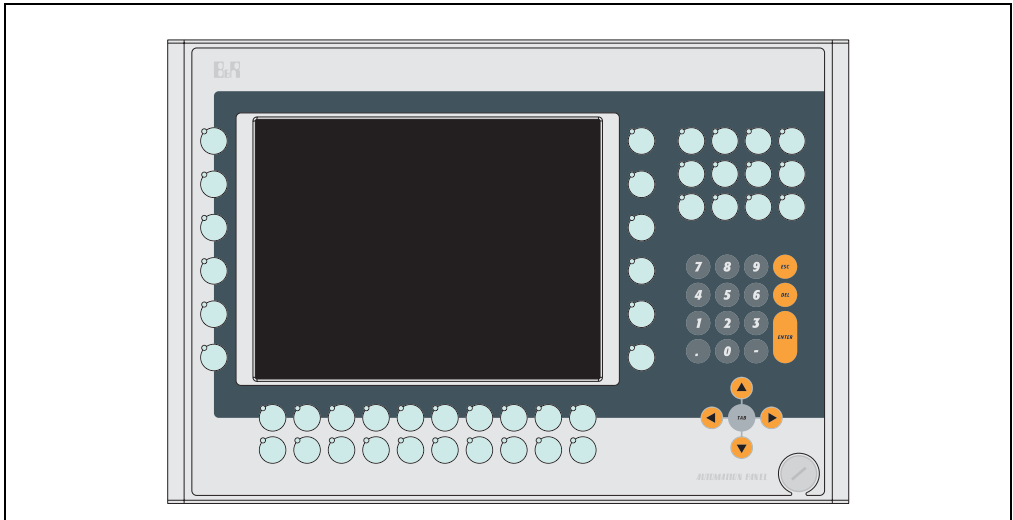 B&R
7 8 9 ESC
4 5 6 DEL
1 2 3 ENTER
. 0 -
TAB
AUTOMATION PANEL